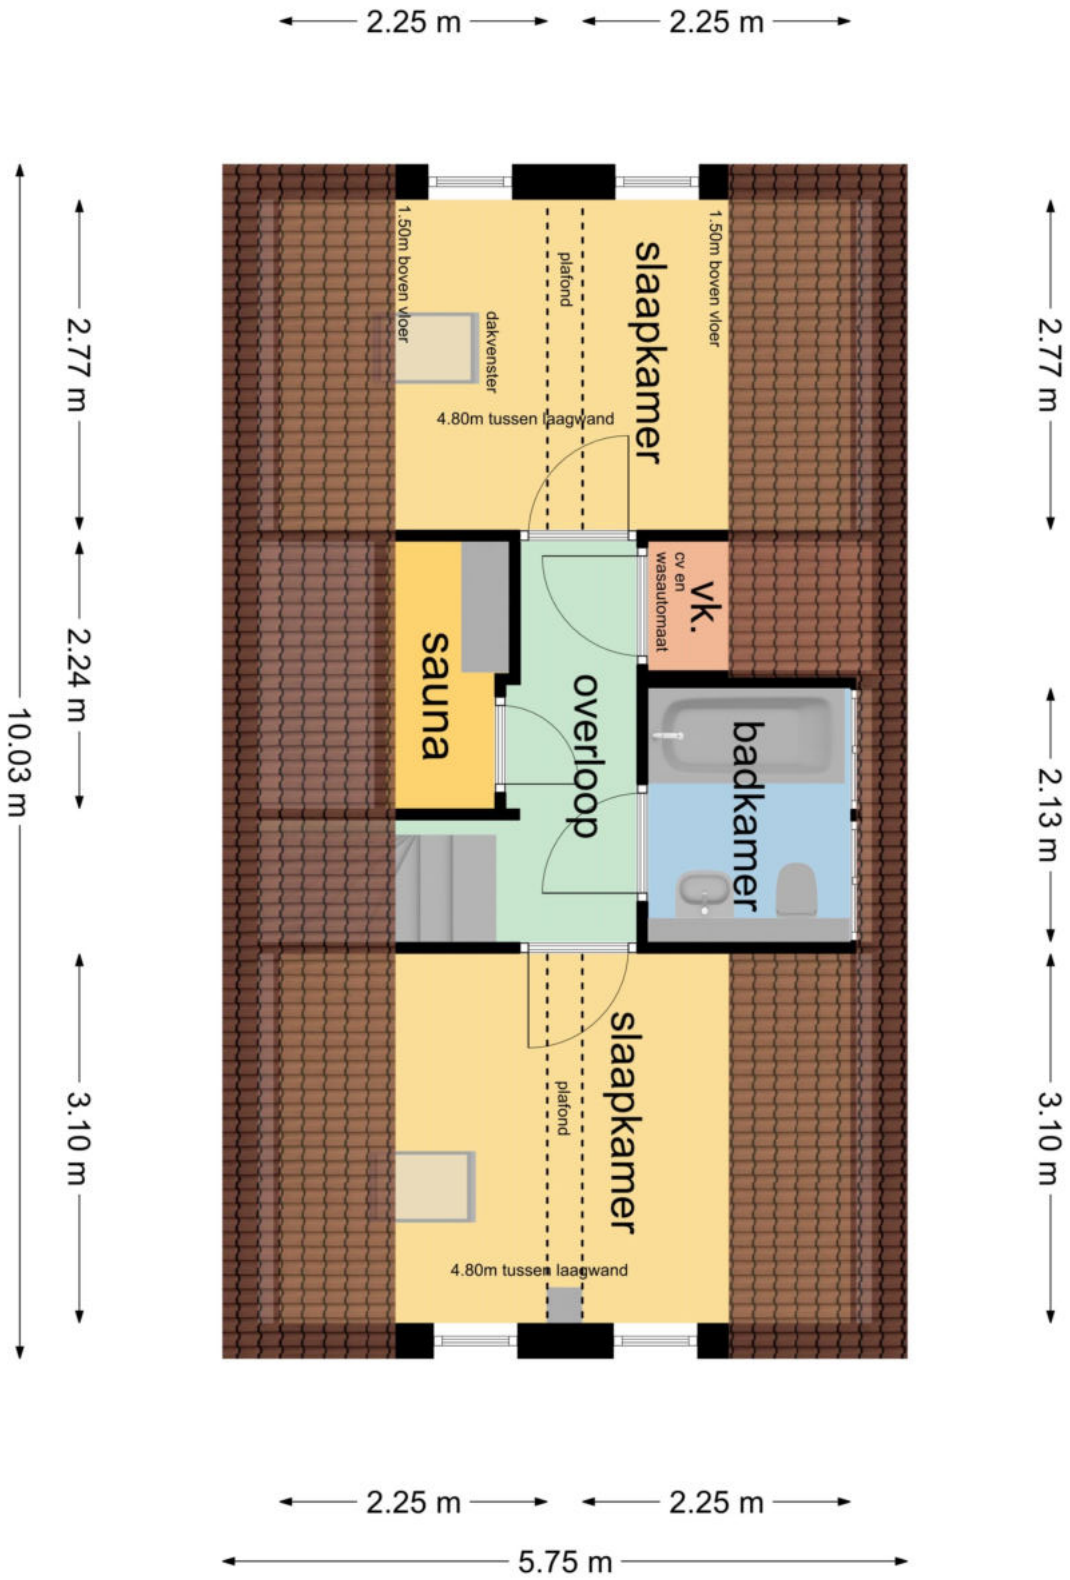 2.25 m
2.25 m
1.50m boven vloer
1.50m boven vloer
plafond
slaapkamer
dakvenster
4.80m tussen laagwand
2.77 m
2.77 m
sauna
overloop
vk.
cv en
wasautomaat
2.24 m
10.03 m
badkamer
2.13 m
slaapkamer
plafond
4.80m tussen laagwand
3.10 m
3.10 m
2.25 m
2.25 m
5.75 m